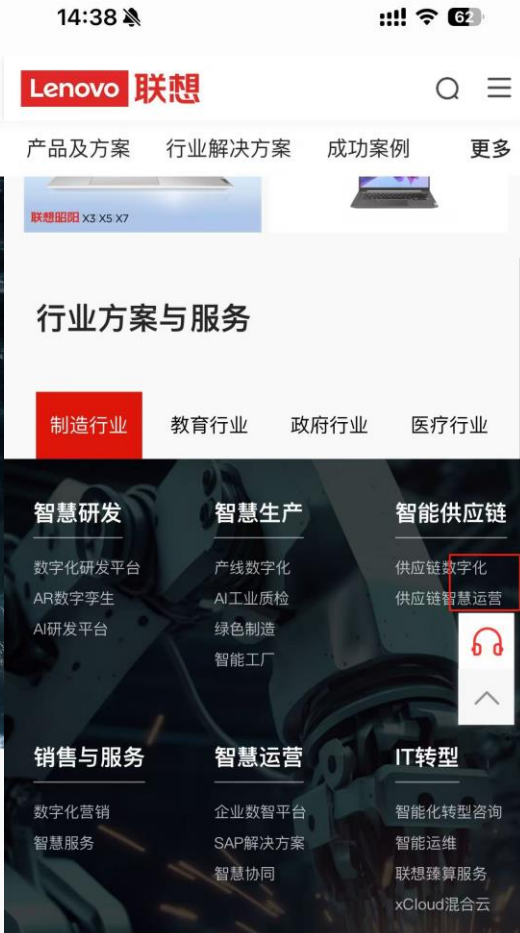 14:38
62
Lenovo 联想
产品及方案 行业解决方案 成功案例 更多
联想昭阳 X3 X5 X7
行业方案与服务
制造行业 教育行业 政府行业 医疗行业
智慧研发 智慧生产 智能供应链
数字化研发平台 产线数字化 供应链数字化
AR数字孪生 AI工业质检 供应链智慧运营
AI研发平台 绿色制造
智能工厂
销售与服务 智慧运营 IT转型
数字化营销 企业数智平台 智能化转型咨询
智慧服务 SAP解决方案 智能运维
智慧协同 联想臻算服务
xCloud混合云